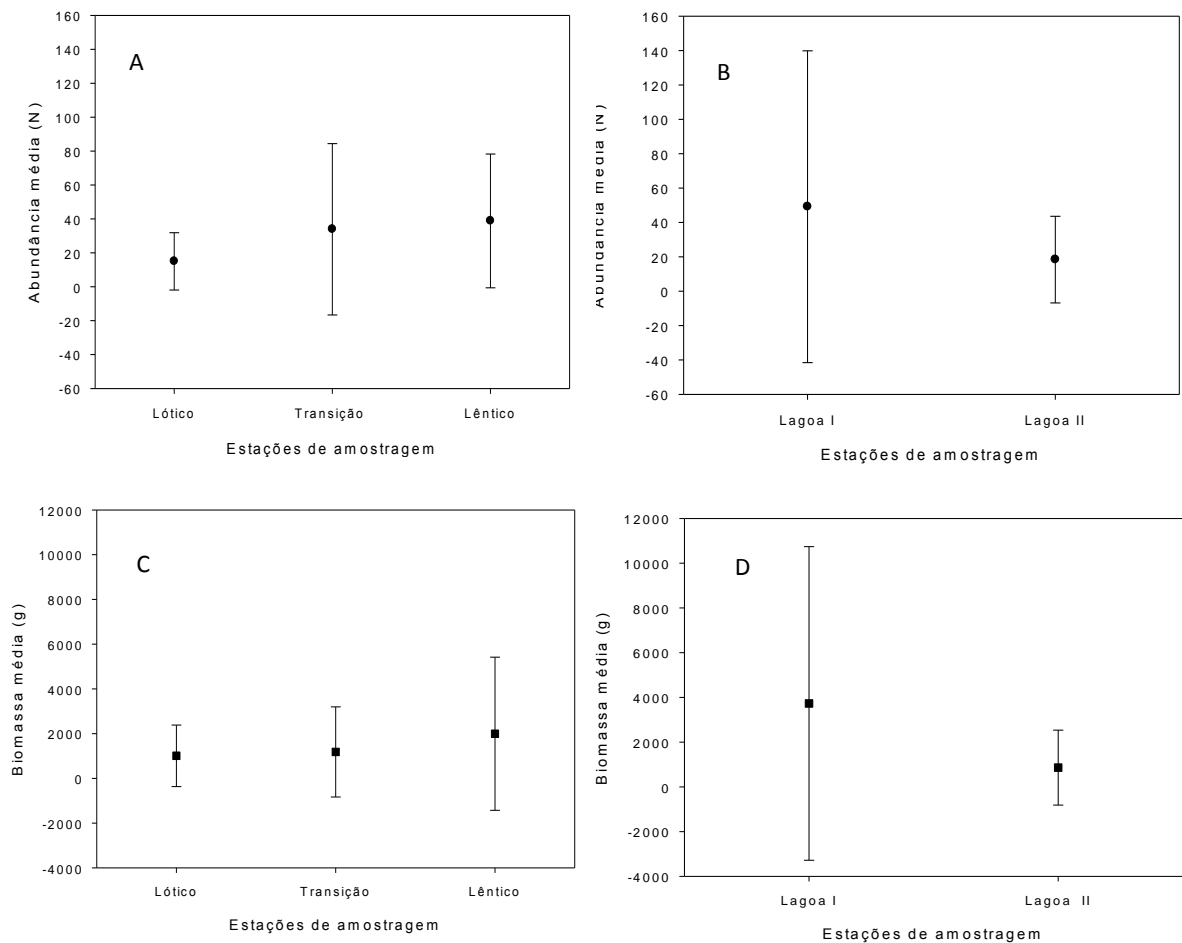 A
Abundância média (N)
160
140
120
100
80
60
40
20
0
-20
-40
-60
Lótico Transição Lêntico
Estações de amostragem
B
Abundância média (N)
160
140
120
100
80
60
40
20
0
-20
-40
-60
Lagoa I Lagoa II
Estações de amostragem
C
Biomassa média (g)
12000
10000
8000
6000
4000
2000
0
-2000
-4000
Lótico Transição Lêntico
Estações de amostragem
D
Biomassa média (g)
12000
10000
8000
6000
4000
2000
0
-2000
-4000
Lagoa I Lagoa II
Estações de amostragem